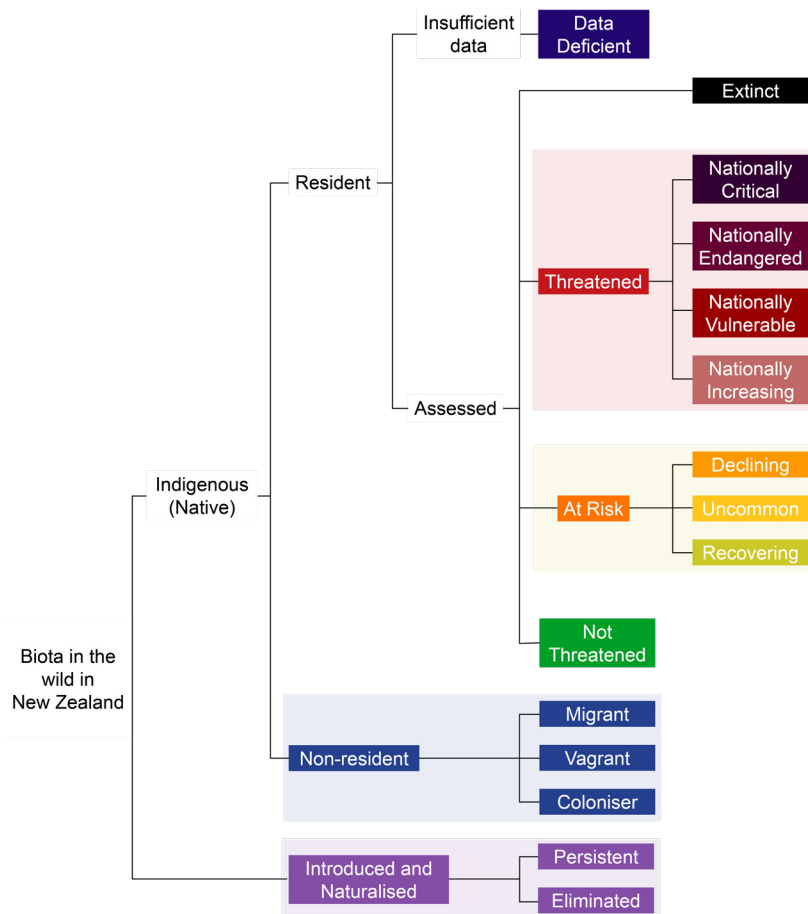 Insufficient
data
Data
Deficient
Extinct
Nationally
Critical
Resident
Nationally
Endangered
Threatened
Nationally
Vulnerable
Nationally
Increasing
Assessed
Declining
Indigenous
(Native)
At Risk
Uncommon
Recovering
Not
Threatened
Biota in the
wild in
New Zealand
Migrant
Non-resident
Vagrant
Coloniser
Introduced and
Naturalised
Persistent
Eliminated